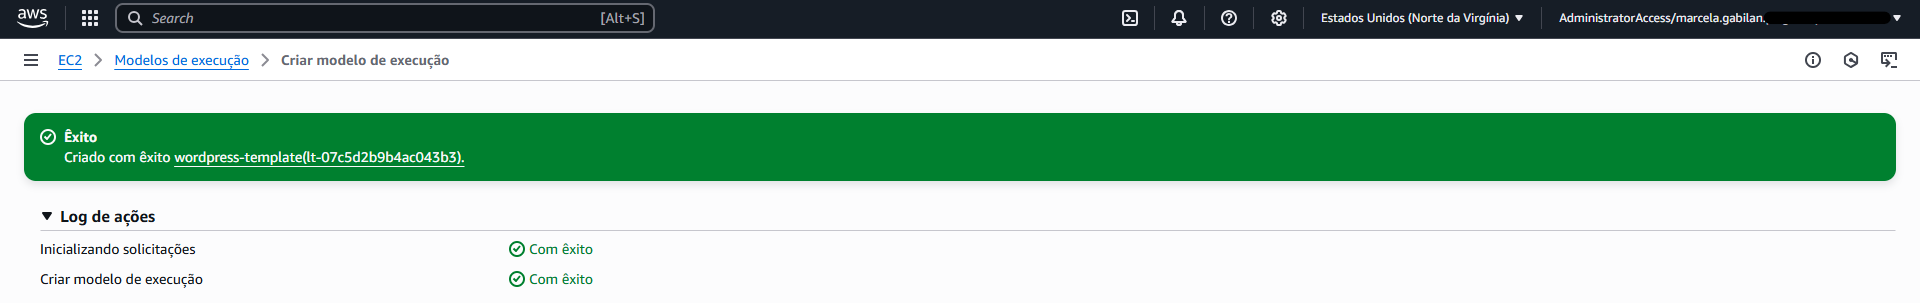 aws
Search [Alt+S] Estados Unidos (Norte da Virgínia) AdministratorAccess/marcela.gabilan.
EC2 Modelos de execução Criar modelo de execução
Êxito
Criado com êxito wordpress-template(lt-07c5d2b9b4ac043b3).
Log de ações
Inicializando solicitações Com êxito
Criar modelo de execução Com êxito